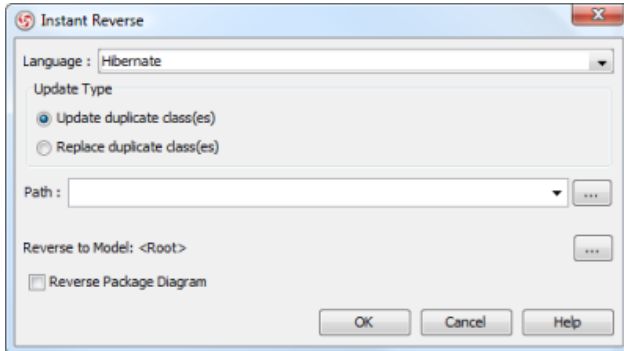 Instant Reverse
Language : Hibernate
Update Type
Update duplicate class(es)
Replace duplicate class(es)
Path : ...
Reverse to Model: <Root> ...
Reverse Package Diagram
OK Cancel Help